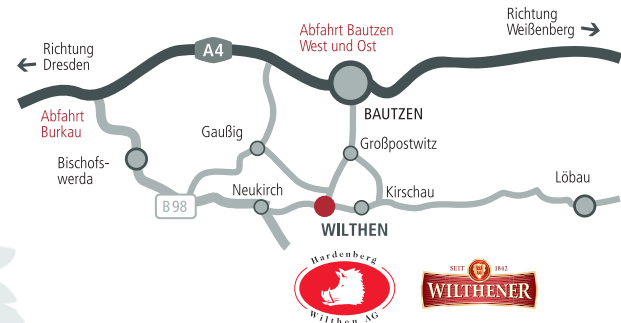 Richtung
Weißenberg
Abfahrt Bautzen
West und Ost
Richtung
Dresden
A4
Abfahrt
Burkau
BAUTZEN
Gaußig
Großpostwitz
Bischofs-
werda
Neukirch
Kirschau
Löbau
B 98
WILTHEN
Hardenberg
Wilthen AG
SEIT 1842
WILTHENER